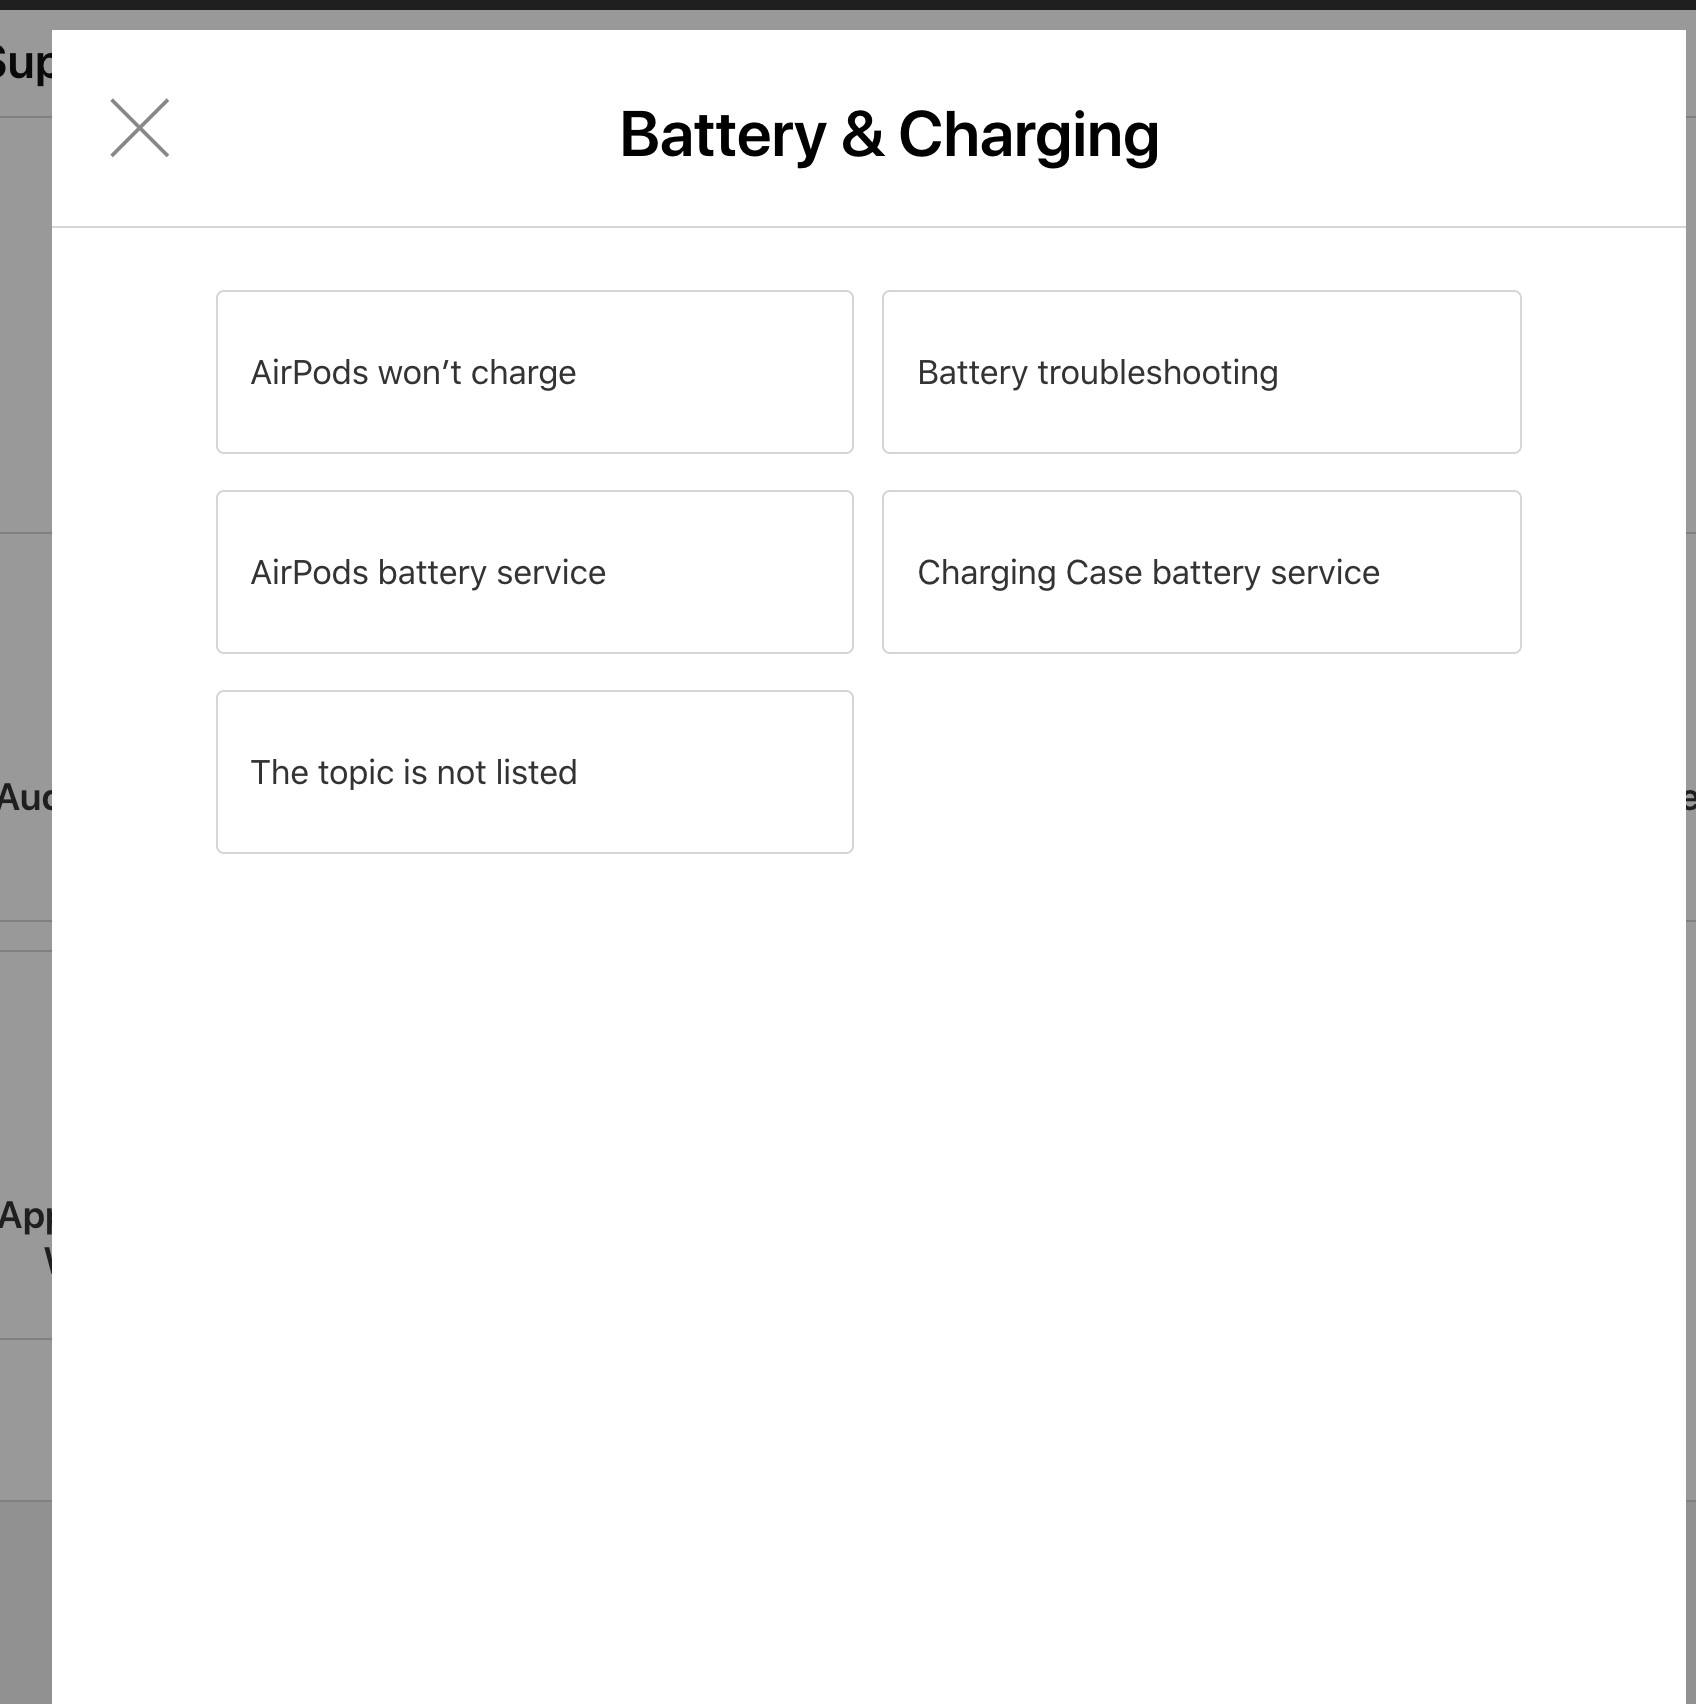 Battery & Charging
AirPods won’t charge
Battery troubleshooting
AirPods battery service
Charging Case battery service
The topic is not listed